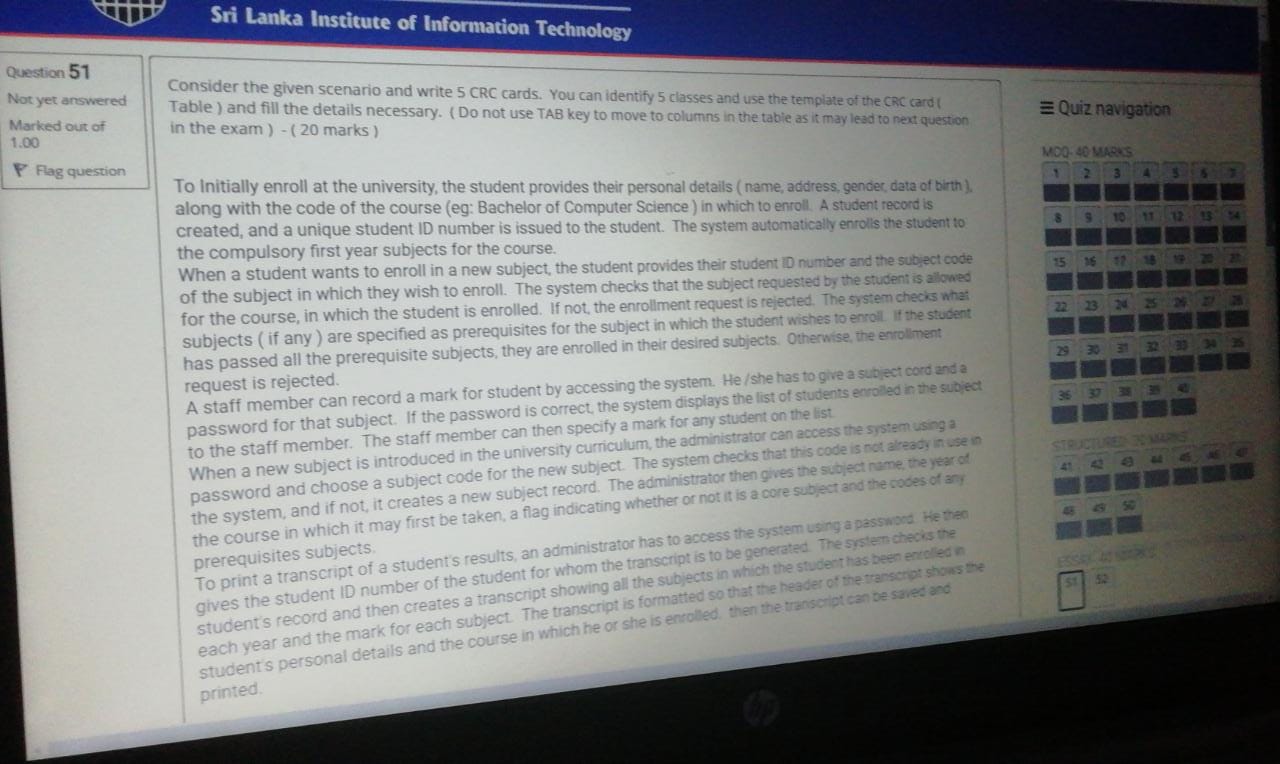 Sri Lanka Institute of Information Technology
Question 51
Not yet answered
Marked out of
1.00
Flag question
Consider the given scenario and write 5 CRC cards. You can identify 5 classes and use the template of the CRC card (
Table ) and fill the details necessary. ( Do not use TAB key to move to columns in the table as it may lead to next question
in the exam ) - ( 20 marks )
To Initially enroll at the university, the student provides their personal details ( name, address, gender, data of birth ),
along with the code of the course (eg: Bachelor of Computer Science ) in which to enroll. A student record is
created, and a unique student ID number is issued to the student. The system automatically enrolls the student to
the compulsory first year subjects for the course.
When a student wants to enroll in a new subject, the student provides their student ID number and the subject code
of the subject in which they wish to enroll. The system checks that the subject requested by the student is allowed
for the course, in which the student is enrolled. If not, the enrollment request is rejected. The system checks what
subjects ( if any ) are specified as prerequisites for the subject in which the student wishes to enroll. If the student
has passed all the prerequisite subjects, they are enrolled in their desired subjects. Otherwise, the enrollment
request is rejected.
A staff member can record a mark for student by accessing the system. He /she has to give a subject cord and a
password for that subject. If the password is correct, the system displays the list of students enrolled in the subject
to the staff member. The staff member can then specify a mark for any student on the list.
When a new subject is introduced in the university curriculum, the administrator can access the system using a
password and choose a subject code for the new subject. The system checks that this code is not already in use in
the system, and if not, it creates a new subject record. The administrator then gives the subject name, the year of
the course in which it may first be taken, a flag indicating whether or not it is a core subject and the codes of any
prerequisites subjects.
To print a transcript of a student's results, an administrator has to access the system using a password. He then
gives the student ID number of the student for whom the transcript is to be generated. The system checks the
student's record and then creates a transcript showing all the subjects in which the student has been enrolled in
each year and the mark for each subject. The transcript is formatted so that the header of the transcript shows the
student's personal details and the course in which he or she is enrolled. then the transcript can be saved and
printed.
Quiz navigation
MCQ- 40 MARKS
1 2 3 4 5 6 7
8 9 10 11 12 13 14
15 16 17 18 19 20 21
22 23 24 25 26 27 28
29 30 31 32 33 34 35
36 37 38 39 40
STRUCTURED- 20 MARKS
41 42 43 44 45 46 47
48 49 50
51 52
hp